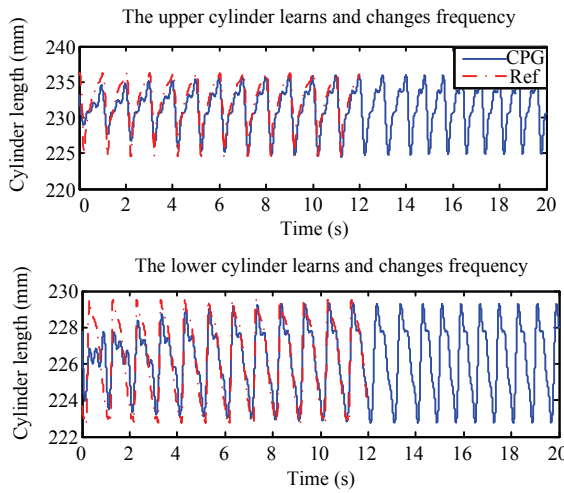 The upper cylinder learns and changes frequency
Cylinder length (mm)
240
235
230
225
220
CPG
Ref
0 2 4 6 8 10 12 14 16 18 20
Time (s)
The lower cylinder learns and changes frequency
Cylinder length (mm)
230
228
226
224
222
0 2 4 6 8 10 12 14 16 18 20
Time (s)